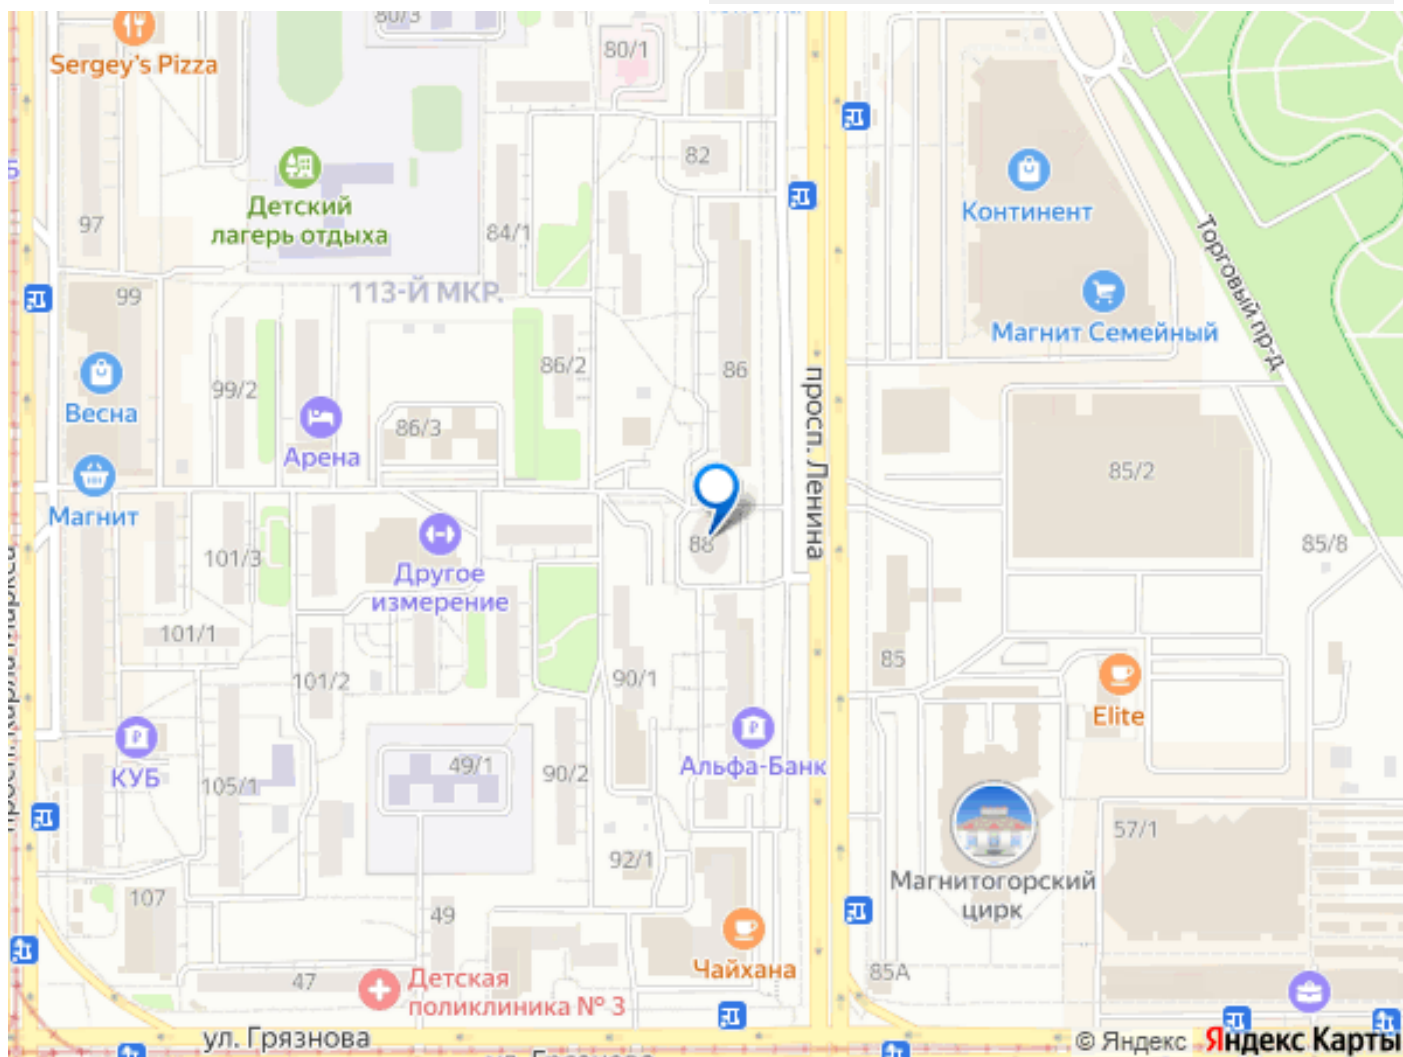 80/3
80/1
Sergey's Pizza
82
Детский
лагерь отдыха
97
84/1
Континент
Торговый пр-д
113-Й МКР.
99
Магнит Семейный
86/2
86
99/2
просп. Ленина
Весна
86/3
Арена
85/2
Магнит
88
85/8
101/3
Другое
измерение
101/1
85
101/2
90/1
Elite
КУБ
105/1
49/1
90/2
Альфа-Банк
57/1
92/1
Магнитогорский
цирк
107
49
Чайхана
85А
47
Детская
поликлиника № 3
ул. Грязнова
© Яндекс Яндекс Карты